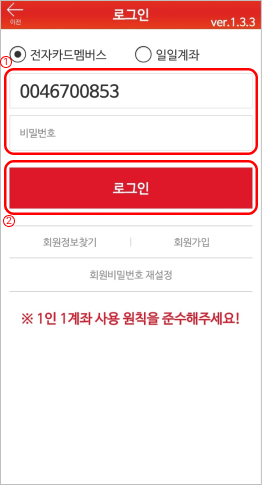 이전
로그인
ver.1.3.3
전자카드멤버스 일일계좌
①
0046700853
비밀번호
로그인
②
회원정보찾기 | 회원가입
회원비밀번호 재설정
※ 1인 1계좌 사용 원칙을 준수해주세요!